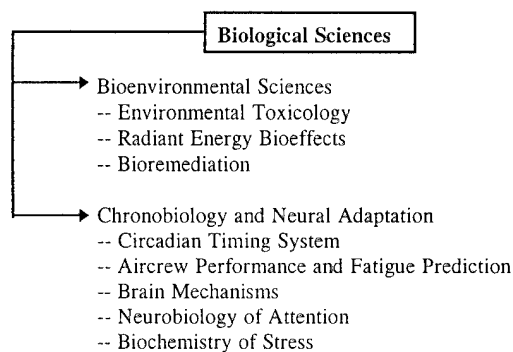 Biological Sciences
Bioenvironmental Sciences
-- Environmental Toxicology
-- Radiant Energy Bioeffects
-- Bioremediation
Chronobiology and Neural Adaptation
-- Circadian Timing System
-- Aircrew Performance and Fatigue Prediction
-- Brain Mechanisms
-- Neurobiology of Attention
-- Biochemistry of Stress